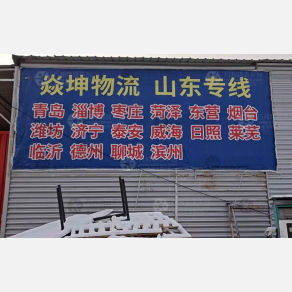 焱坤物流 山东专线
青岛 淄博 枣庄 菏泽 东营 烟台
潍坊 济宁 泰安 威海 日照 莱芜
临沂 德州 聊城 滨州